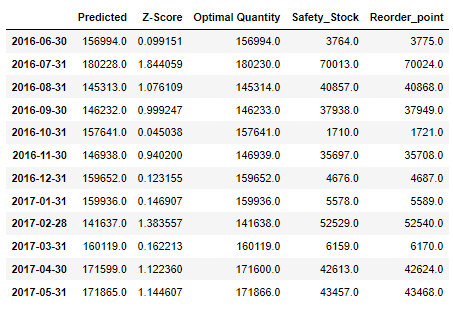 Predicted Z-Score Optimal Quantity Safety_Stock Reorder_point
2016-06-30 156994.0 0.099151 156994.0 3764.0 3775.0
2016-07-31 180228.0 1.844059 180230.0 70013.0 70024.0
2016-08-31 145313.0 1.076109 145314.0 40857.0 40868.0
2016-09-30 146232.0 0.999247 146233.0 37938.0 37949.0
2016-10-31 157641.0 0.045038 157641.0 1710.0 1721.0
2016-11-30 146938.0 0.940200 146939.0 35697.0 35708.0
2016-12-31 159652.0 0.123155 159652.0 4676.0 4687.0
2017-01-31 159936.0 0.146907 159936.0 5578.0 5589.0
2017-02-28 141637.0 1.383557 141638.0 52529.0 52540.0
2017-03-31 160119.0 0.162213 160119.0 6159.0 6170.0
2017-04-30 171599.0 1.122360 171600.0 42613.0 42624.0
2017-05-31 171865.0 1.144607 171866.0 43457.0 43468.0